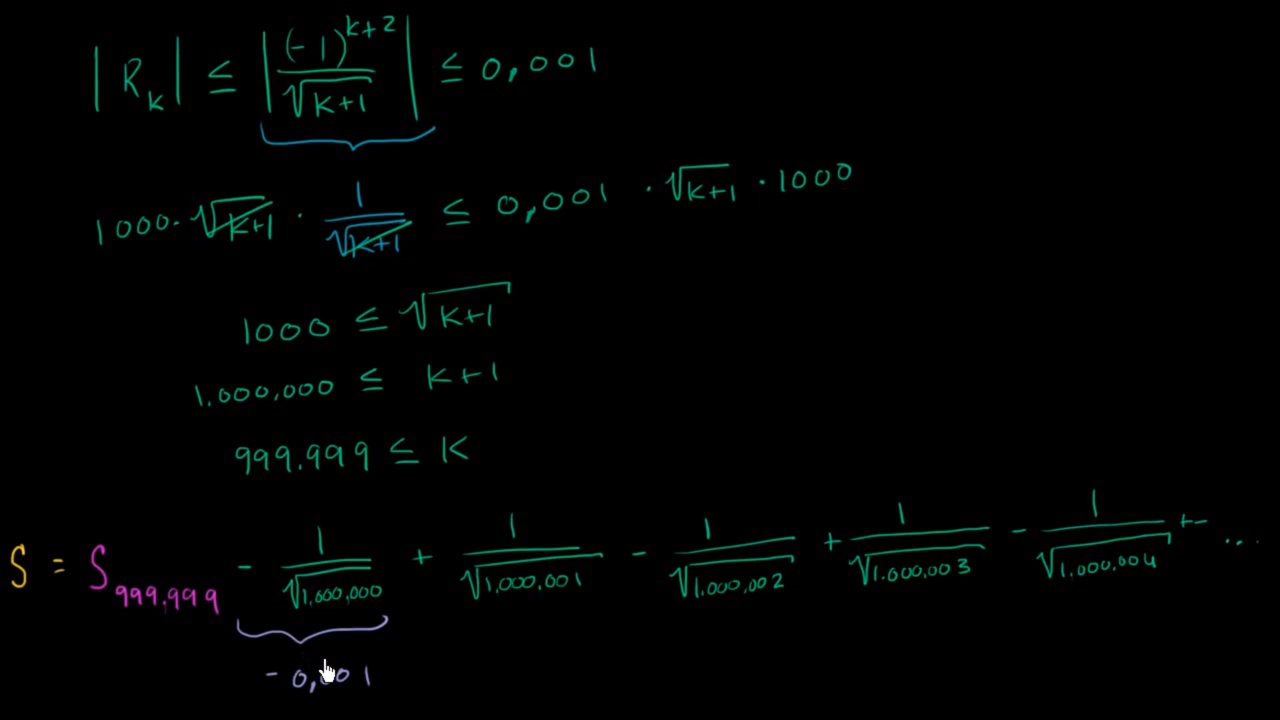 |R_k| ≤ |(-1)^{k+2} / √(k+1)| ≤ 0,001
1000 · √(k+1) · 1/√(k+1) ≤ 0,001 · √(k+1) · 1000
1000 ≤ √(k+1)
1.000,000 ≤ k+1
999.999 ≤ K
S = S_{999,999} - 1/√1,000,000 + 1/√1,000,001 - 1/√1,000,002 + 1/√1.000,003 - 1/√1,000,004 +- ...
- 0,001